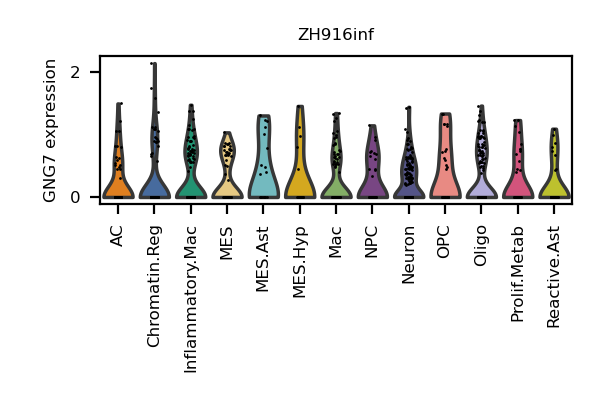 ZH916inf
GNG7 expression
2
0
AC
Chromatin.Reg
Inflammatory.Mac
MES
MES.Ast
MES.Hyp
Mac
NPC
Neuron
OPC
Oligo
Prolif.Metab
Reactive.Ast